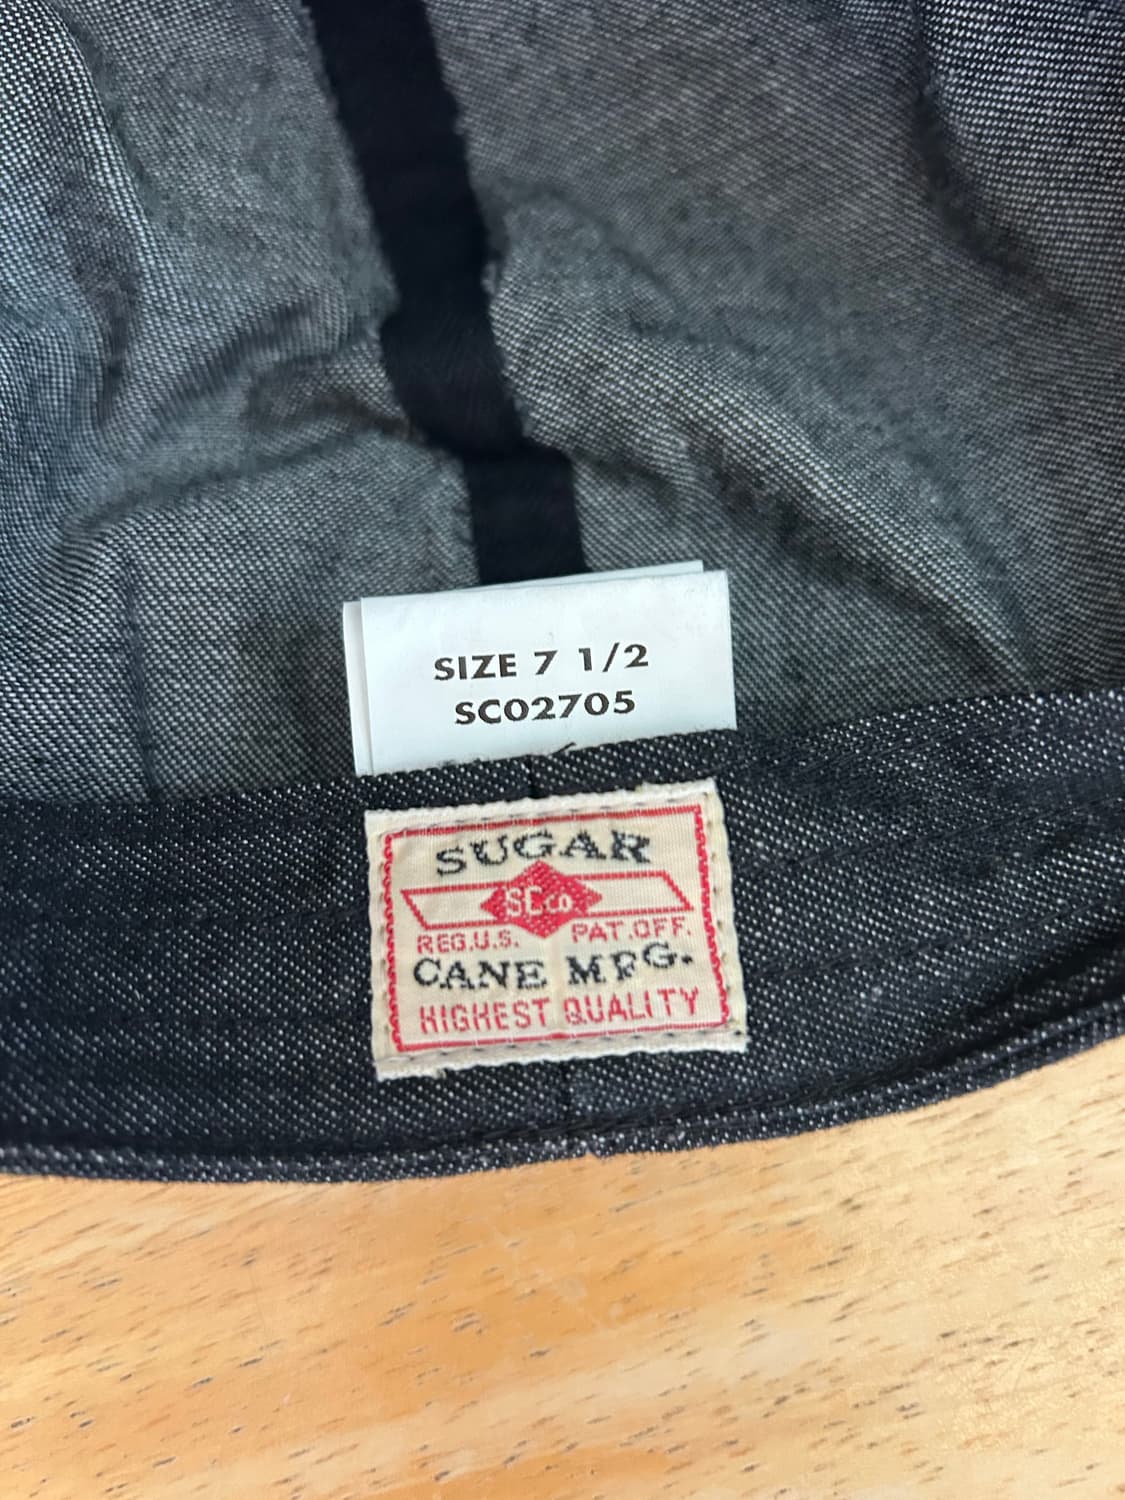 SIZE 7 1/2
SC02705
SUGAR
SCCO
REG.U.S. PAT.OFF.
CANE MFG.
HIGHEST QUALITY